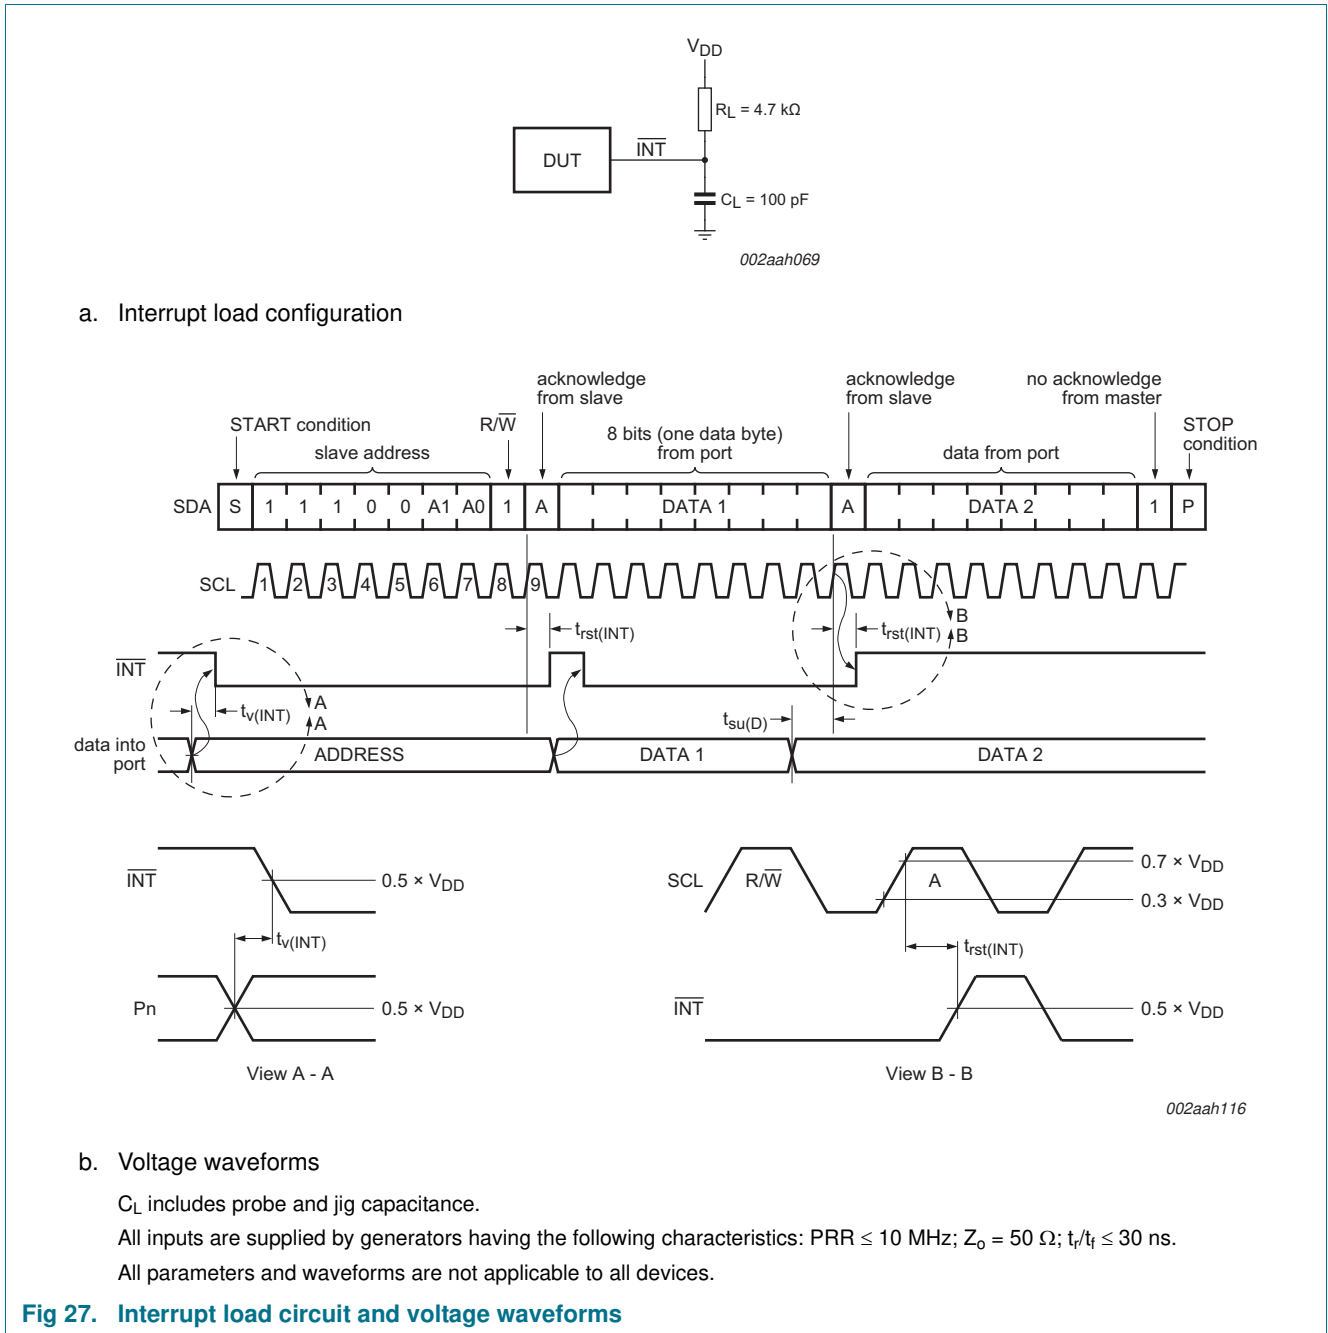 VDD
RL = 4.7 kΩ
DUT
INT
CL = 100 pF
002aah069
a. Interrupt load configuration
acknowledge
from slave
acknowledge
from slave
no acknowledge
from master
START condition
R/W
8 bits (one data byte)
from port
STOP
condition
slave address
data from port
SDA S 1 1 1 0 0 A1 A0 1 A DATA 1 A DATA 2 1 P
SCL 1 2 3 4 5 6 7 8 9
B
B
trst(INT)
trst(INT)
INT
tv(INT)
A
A
tsu(D)
data into
port
ADDRESS
DATA 1
DATA 2
INT
0.5 × VDD
tv(INT)
Pn
0.5 × VDD
View A - A
SCL
R/W
A
0.7 × VDD
0.3 × VDD
trst(INT)
INT
0.5 × VDD
View B - B
002aah116
b. Voltage waveforms
CL includes probe and jig capacitance.
All inputs are supplied by generators having the following characteristics: PRR ≤ 10 MHz; Zo = 50 Ω; tr/tf ≤ 30 ns.
All parameters and waveforms are not applicable to all devices.
Fig 27. Interrupt load circuit and voltage waveforms